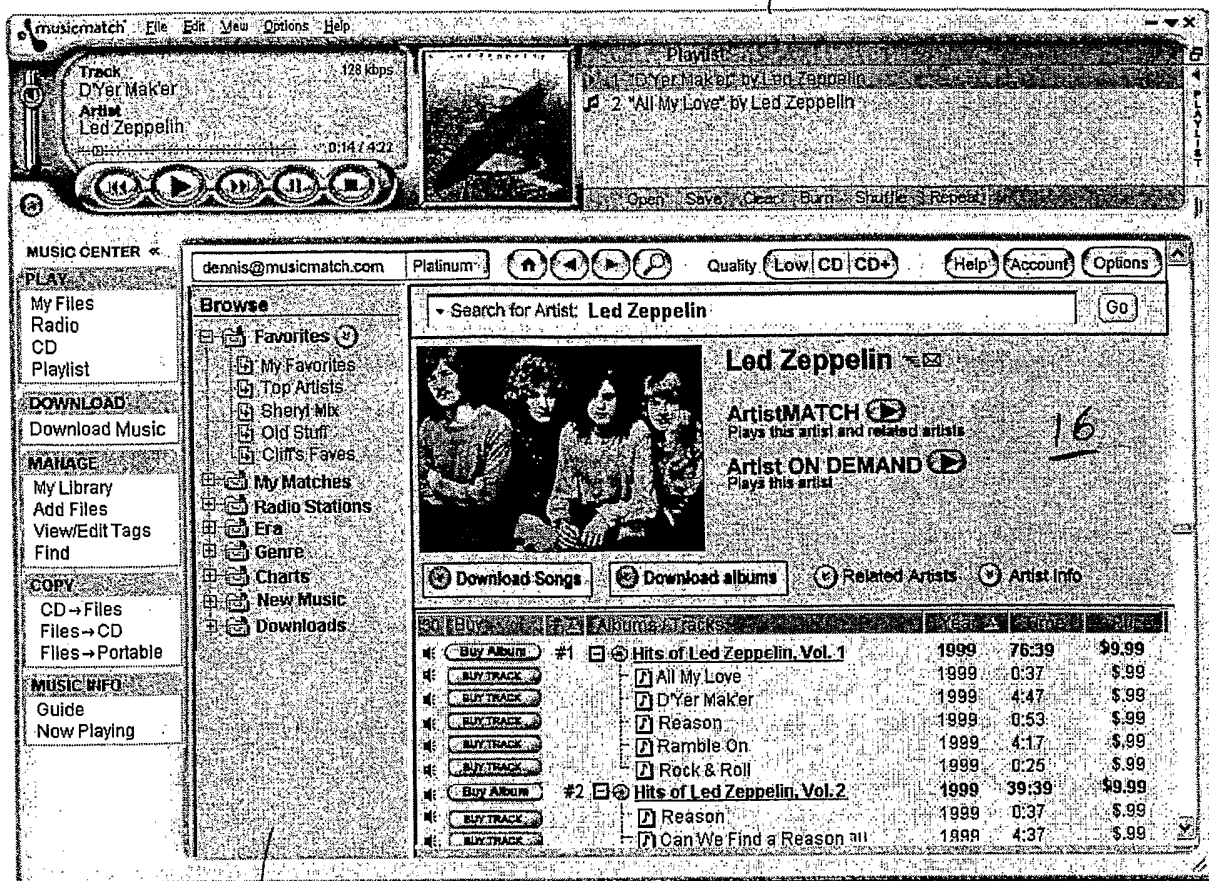 musicmatch File Edit View Options Help
Track 128 kbps
D'Yer Mak'er
Artist
Led Zeppelin
0:14 / 4:22
Playlist
1 "D'Yer Mak'er" by Led Zeppelin
2 "All My Love" by Led Zeppelin
Open Save Clear Burn Shuffle Repeat
PLAYLIST
MUSIC CENTER «
PLAY
My Files
Radio
CD
Playlist
DOWNLOAD
Download Music
MANAGE
My Library
Add Files
View/Edit Tags
Find
COPY
CD→Files
Files→CD
Files→Portable
MUSIC INFO
Guide
Now Playing
dennis@musicmatch.com Platinum Quality Low CD CD+ Help Account Options
Browse
Favorites
My Favorites
Top Artists
Sheryl Mix
Old Stuff
Cliff's Faves
My Matches
Radio Stations
Era
Genre
Charts
New Music
Downloads
Search for Artist: Led Zeppelin Go
Led Zeppelin
ArtistMATCH
Plays this artist and related artists
Artist ON DEMAND
Plays this artist
16
Download Songs Download albums Related Artists Artist Info
Buy Albums / Tracks Year Time Price
Buy Album #1 Hits of Led Zeppelin, Vol. 1 1999 76:39 $9.99
BUY TRACK All My Love 1999 0:37 $.99
BUY TRACK D'Yer Mak'er 1999 4:47 $.99
BUY TRACK Reason 1999 0:53 $.99
BUY TRACK Ramble On 1999 4:17 $.99
BUY TRACK Rock & Roll 1999 0:25 $.99
Buy Album #2 Hits of Led Zeppelin, Vol.2 1999 39:39 $9.99
BUY TRACK Reason 1999 0:37 $.99
BUY TRACK Can We Find a Reason 1999 4:37 $.99